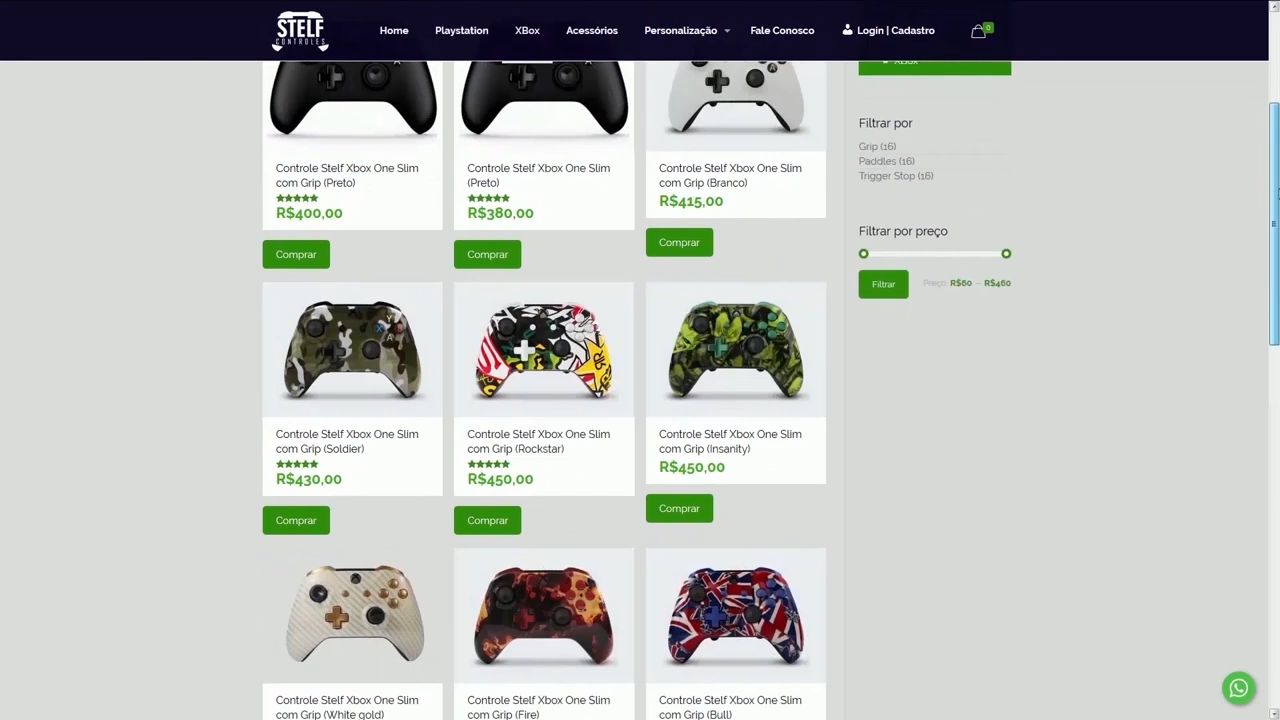 STELF
CONTROLES
Home
Playstation
XBox
Acessórios
Personalização
Fale Conosco
Login | Cadastro
0
XBox
Controle Stelf Xbox One Slim
com Grip (Preto)
R$400,00
Comprar
Controle Stelf Xbox One Slim
(Preto)
R$380,00
Comprar
Controle Stelf Xbox One Slim
com Grip (Branco)
R$415,00
Comprar
Filtrar por
Grip (16)
Paddles (16)
Trigger Stop (16)
Filtrar por preço
Filtrar
Preço: R$60 — R$460
Controle Stelf Xbox One Slim
com Grip (Soldier)
R$430,00
Comprar
Controle Stelf Xbox One Slim
com Grip (Rockstar)
R$450,00
Comprar
Controle Stelf Xbox One Slim
com Grip (Insanity)
R$450,00
Comprar
Controle Stelf Xbox One Slim
com Grip (White gold)
Controle Stelf Xbox One Slim
com Grip (Fire)
Controle Stelf Xbox One Slim
com Grip (Bull)